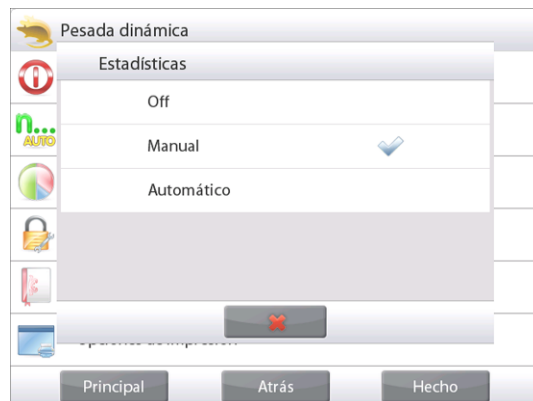 Pesada dinámica
Estadísticas
Off
n...
AUTO
Manual
Automático
Principal
Atrás
Hecho